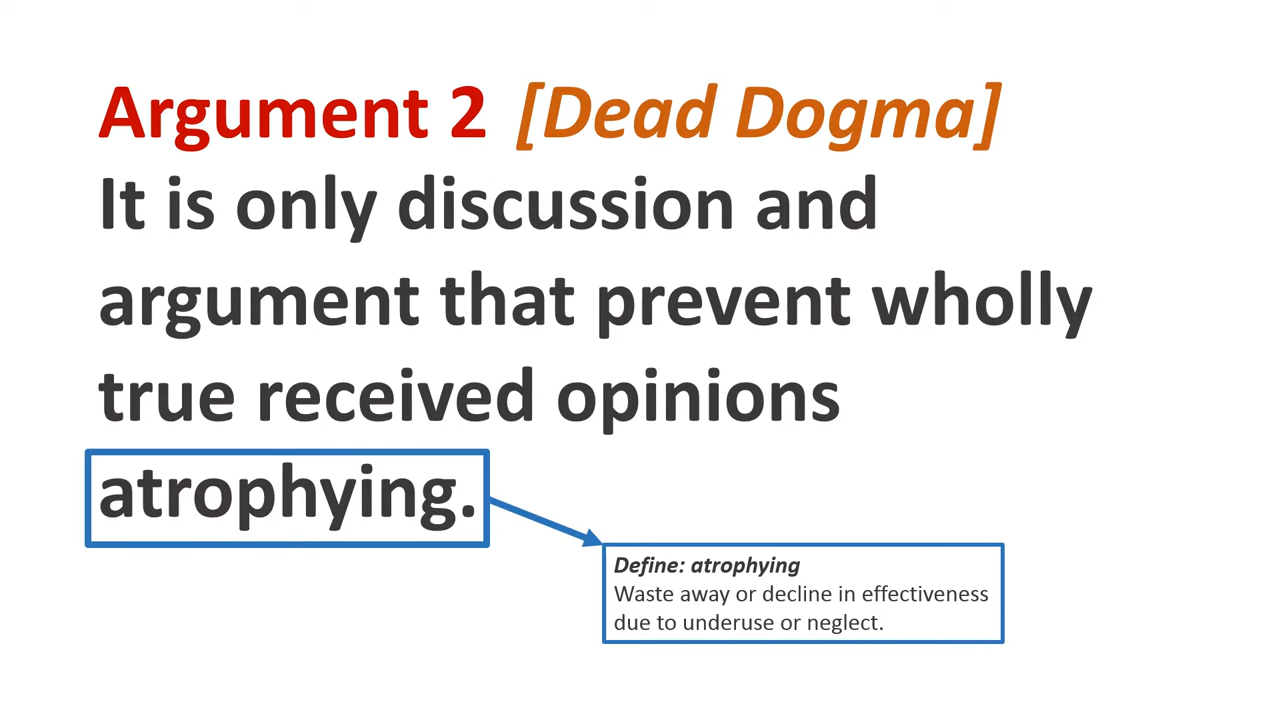 Argument 2 [Dead Dogma]
It is only discussion and
argument that prevent wholly
true received opinions
atrophying.
Define: atrophying
Waste away or decline in effectiveness
due to underuse or neglect.